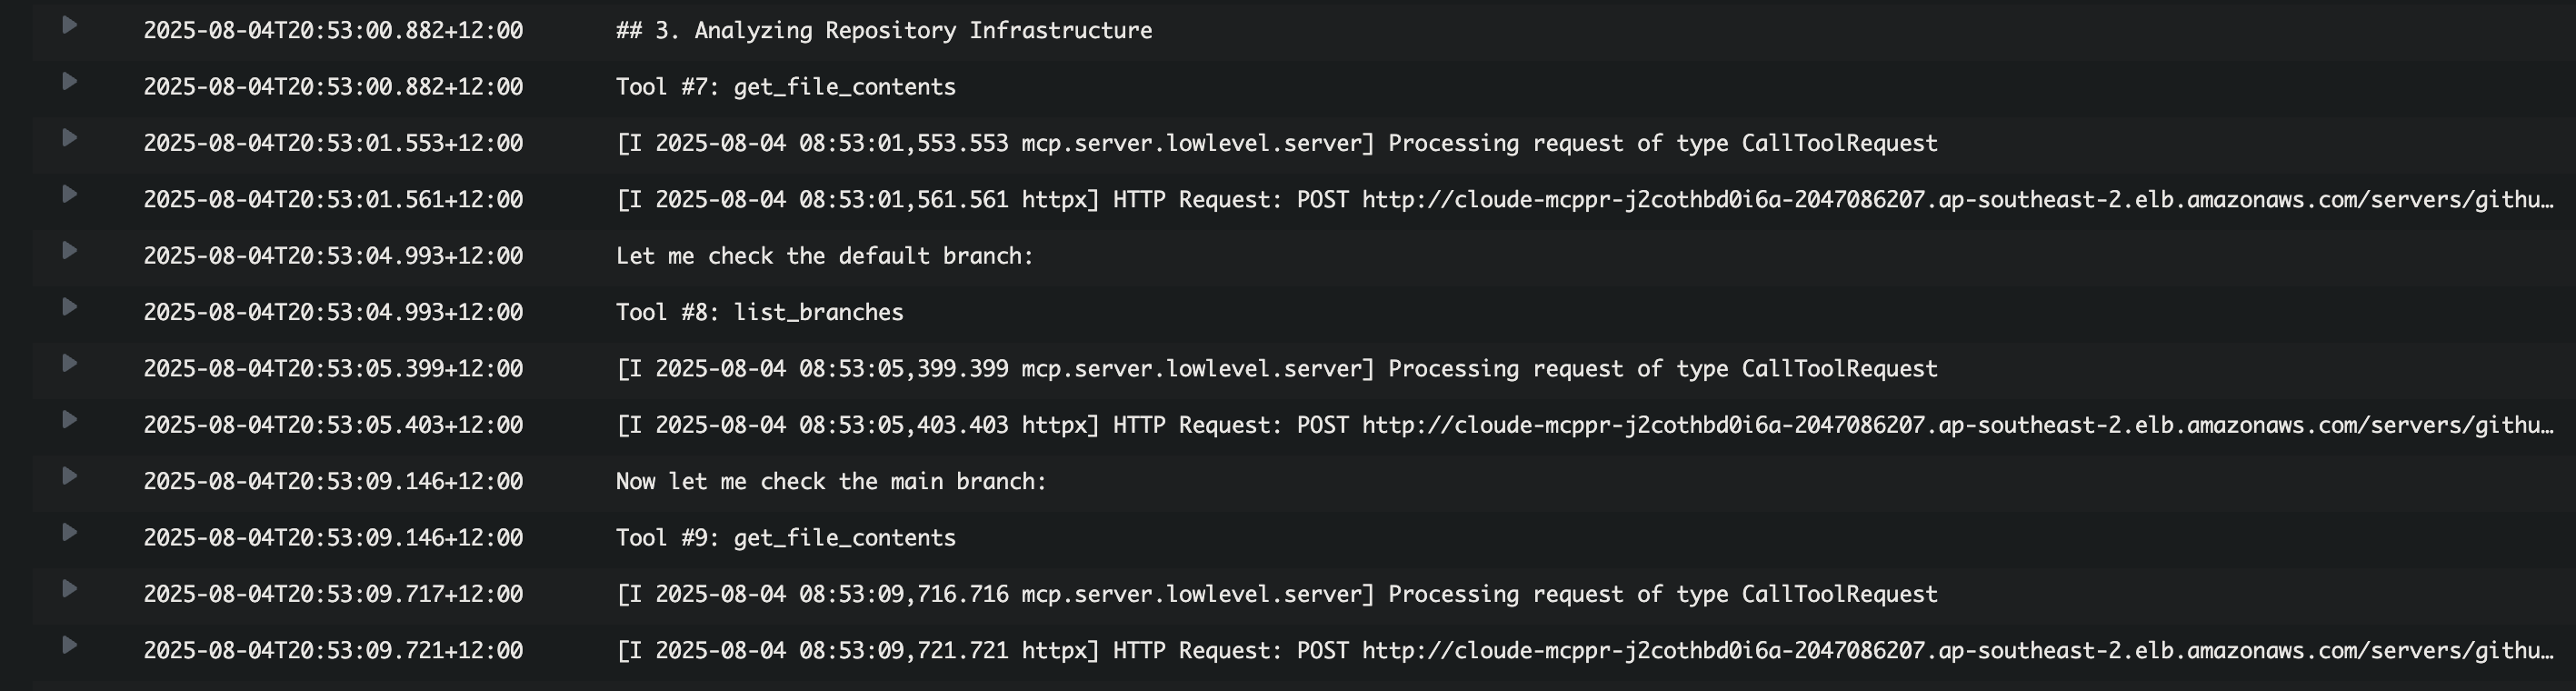 2025-08-04T20:53:00.882+12:00 ## 3. Analyzing Repository Infrastructure
2025-08-04T20:53:00.882+12:00 Tool #7: get_file_contents
2025-08-04T20:53:01.553+12:00 [I 2025-08-04 08:53:01,553.553 mcp.server.lowlevel.server] Processing request of type CallToolRequest
2025-08-04T20:53:01.561+12:00 [I 2025-08-04 08:53:01,561.561 httpx] HTTP Request: POST http://cloude-mcppr-j2cothbd0i6a-2047086207.ap-southeast-2.elb.amazonaws.com/servers/githu…
2025-08-04T20:53:04.993+12:00 Let me check the default branch:
2025-08-04T20:53:04.993+12:00 Tool #8: list_branches
2025-08-04T20:53:05.399+12:00 [I 2025-08-04 08:53:05,399.399 mcp.server.lowlevel.server] Processing request of type CallToolRequest
2025-08-04T20:53:05.403+12:00 [I 2025-08-04 08:53:05,403.403 httpx] HTTP Request: POST http://cloude-mcppr-j2cothbd0i6a-2047086207.ap-southeast-2.elb.amazonaws.com/servers/githu…
2025-08-04T20:53:09.146+12:00 Now let me check the main branch:
2025-08-04T20:53:09.146+12:00 Tool #9: get_file_contents
2025-08-04T20:53:09.717+12:00 [I 2025-08-04 08:53:09,716.716 mcp.server.lowlevel.server] Processing request of type CallToolRequest
2025-08-04T20:53:09.721+12:00 [I 2025-08-04 08:53:09,721.721 httpx] HTTP Request: POST http://cloude-mcppr-j2cothbd0i6a-2047086207.ap-southeast-2.elb.amazonaws.com/servers/githu…